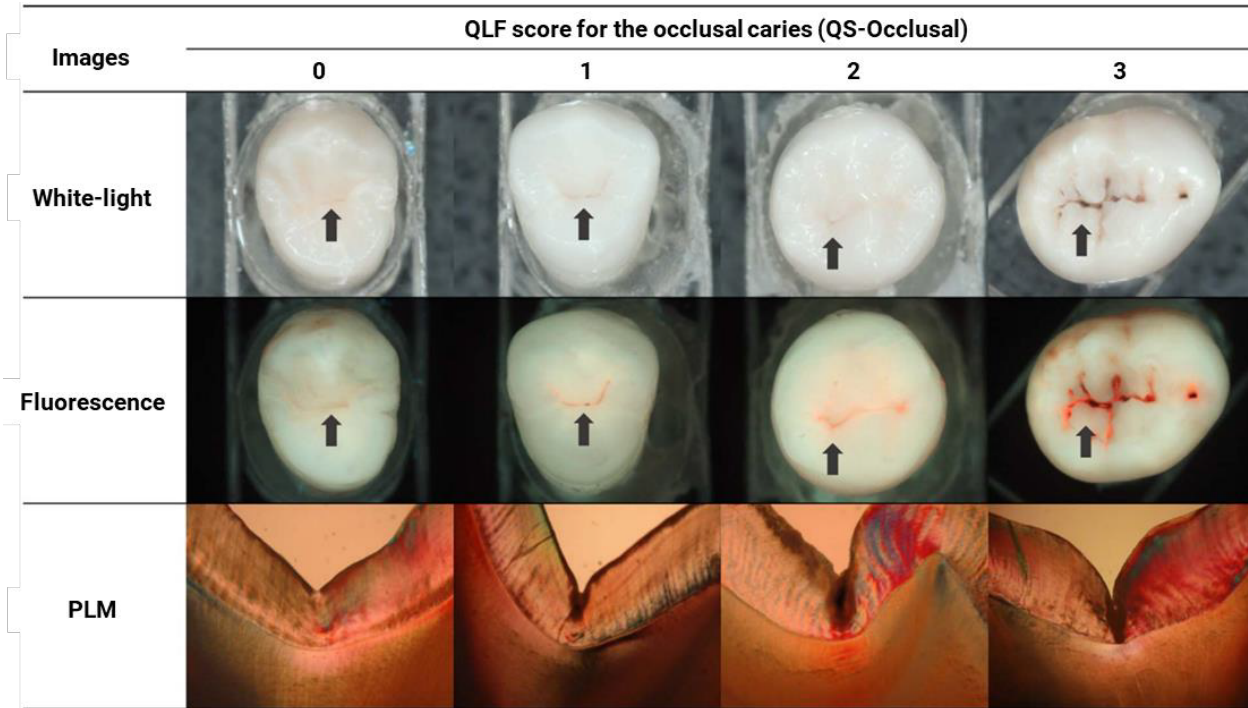 QLF score for the occlusal caries (QS-Occlusal)
Images
0 1 2 3
White-light
Fluorescence
PLM